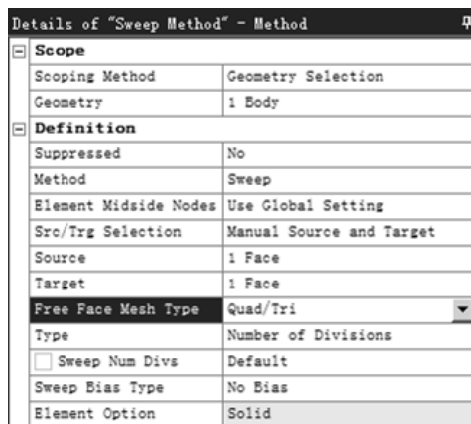 Details of "Sweep Method" - Method
Scope
Scoping Method Geometry Selection
Geometry 1 Body
Definition
Suppressed No
Method Sweep
Element Midside Nodes Use Global Setting
Src/Trg Selection Manual Source and Target
Source 1 Face
Target 1 Face
Free Face Mesh Type Quad/Tri
Type Number of Divisions
Sweep Num Divs Default
Sweep Bias Type No Bias
Element Option Solid